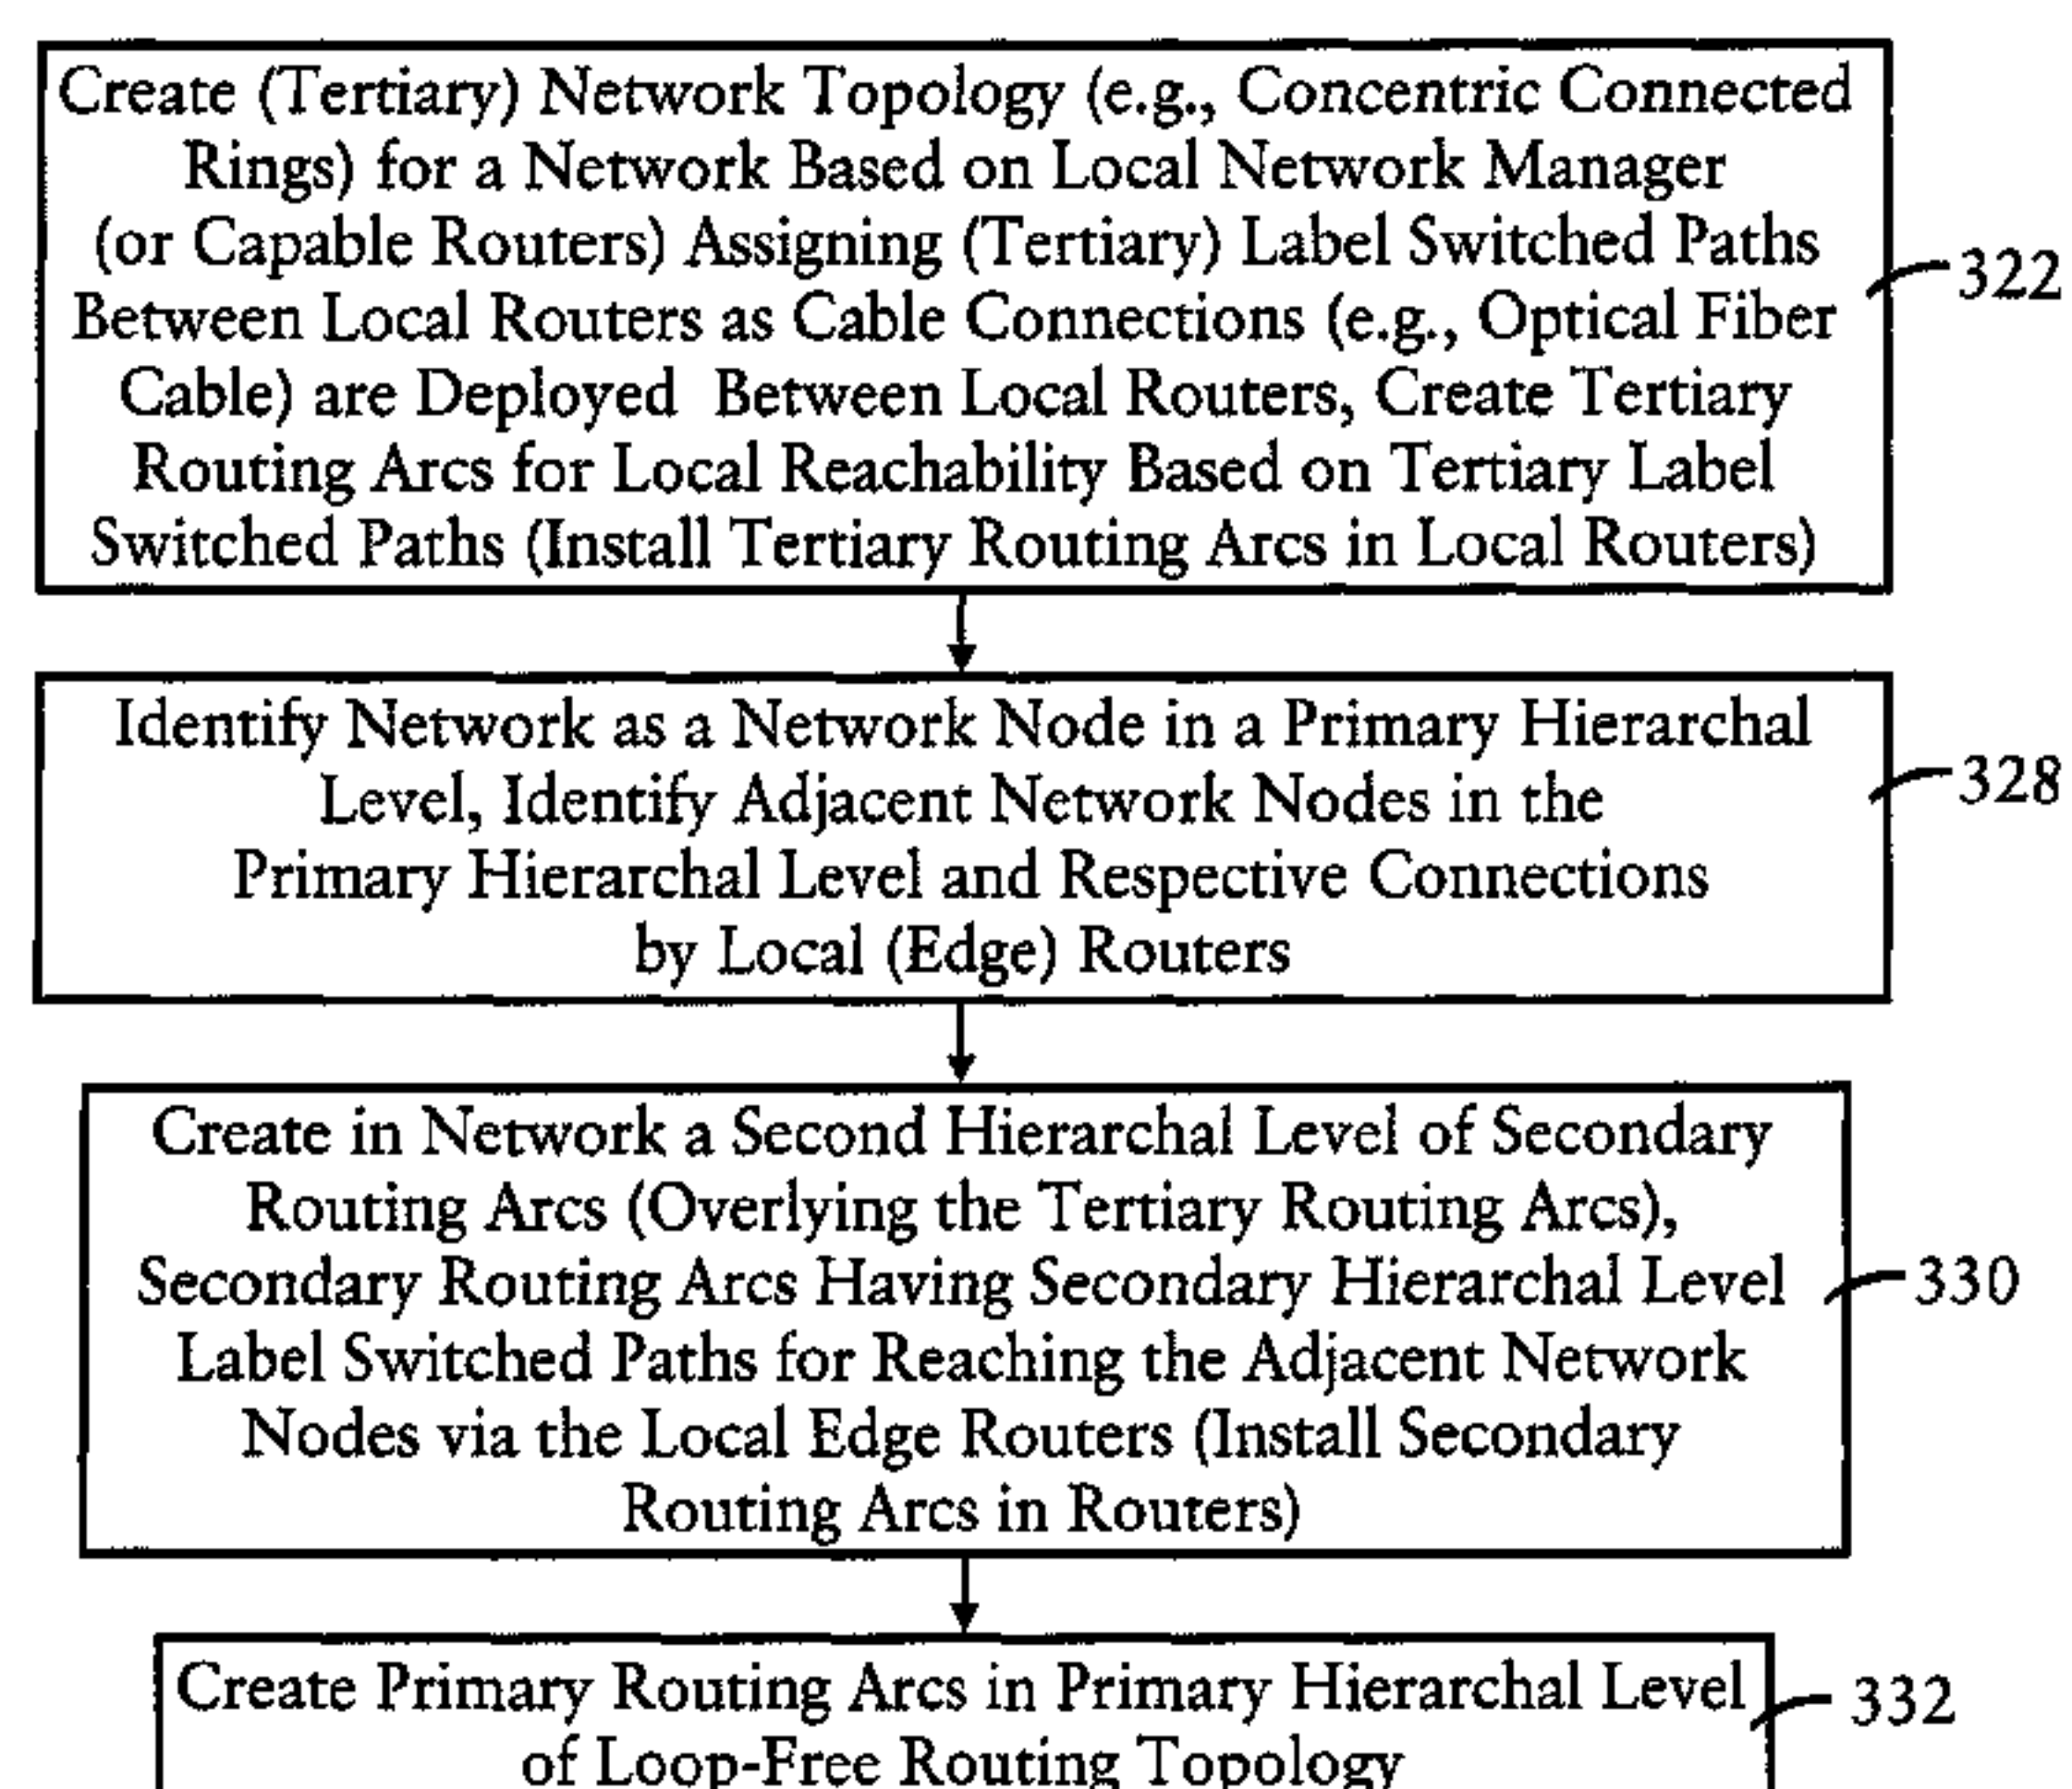 Create (Tertiary) Network Topology (e.g., Concentric Connected
Rings) for a Network Based on Local Network Manager
(or Capable Routers) Assigning (Tertiary) Label Switched Paths
Between Local Routers as Cable Connections (e.g., Optical Fiber
Cable) are Deployed Between Local Routers, Create Tertiary
Routing Arcs for Local Reachability Based on Tertiary Label
Switched Paths (Install Tertiary Routing Arcs in Local Routers)
322
Identify Network as a Network Node in a Primary Hierarchal
Level, Identify Adjacent Network Nodes in the
Primary Hierarchal Level and Respective Connections
by Local (Edge) Routers
328
Create in Network a Second Hierarchal Level of Secondary
Routing Arcs (Overlying the Tertiary Routing Arcs),
Secondary Routing Arcs Having Secondary Hierarchal Level
Label Switched Paths for Reaching the Adjacent Network
Nodes via the Local Edge Routers (Install Secondary
Routing Arcs in Routers)
330
Create Primary Routing Arcs in Primary Hierarchal Level
of Loop-Free Routing Topology
332